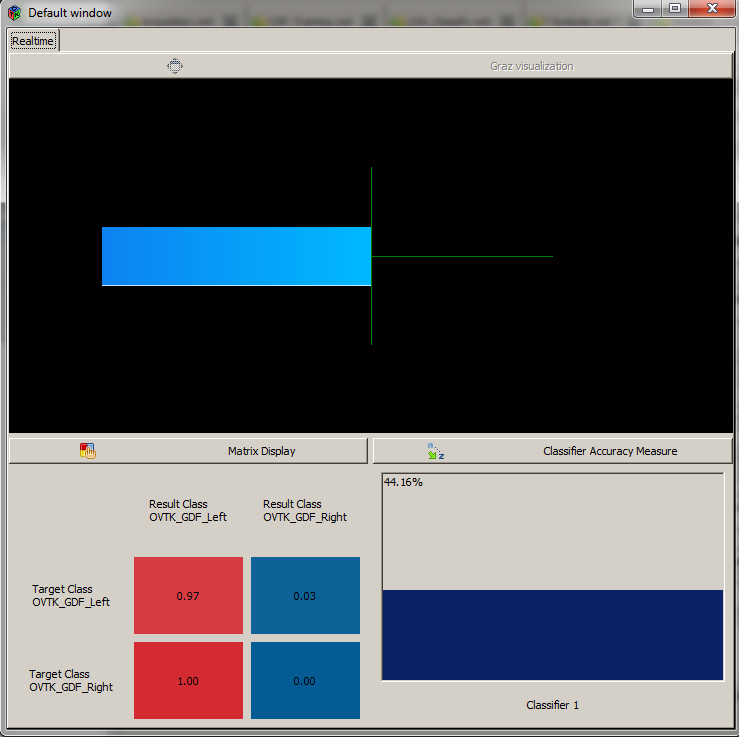 Default window
Realtime
Graz visualization
Matrix Display
Classifier Accuracy Measure
Result Class
OVTK_GDF_Left
Result Class
OVTK_GDF_Right
44.16%
Target Class
OVTK_GDF_Left
0.97
0.03
Target Class
OVTK_GDF_Right
1.00
0.00
Classifier 1